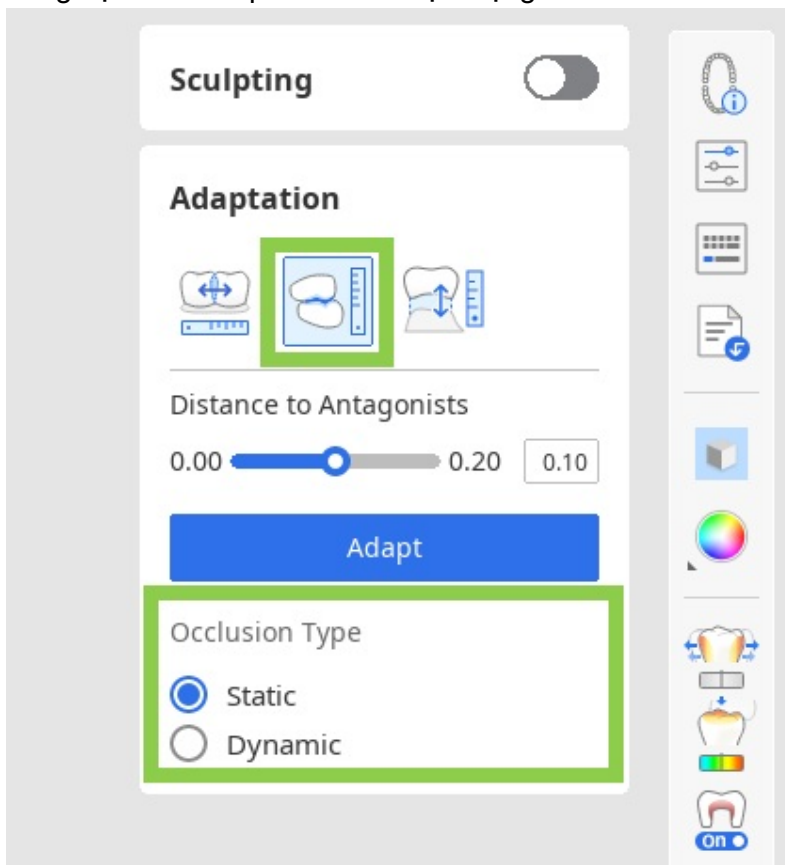 Sculpting
Adaptation
Distance to Antagonists
0.00 0.20 0.10
Adapt
Occlusion Type
Static
Dynamic
On